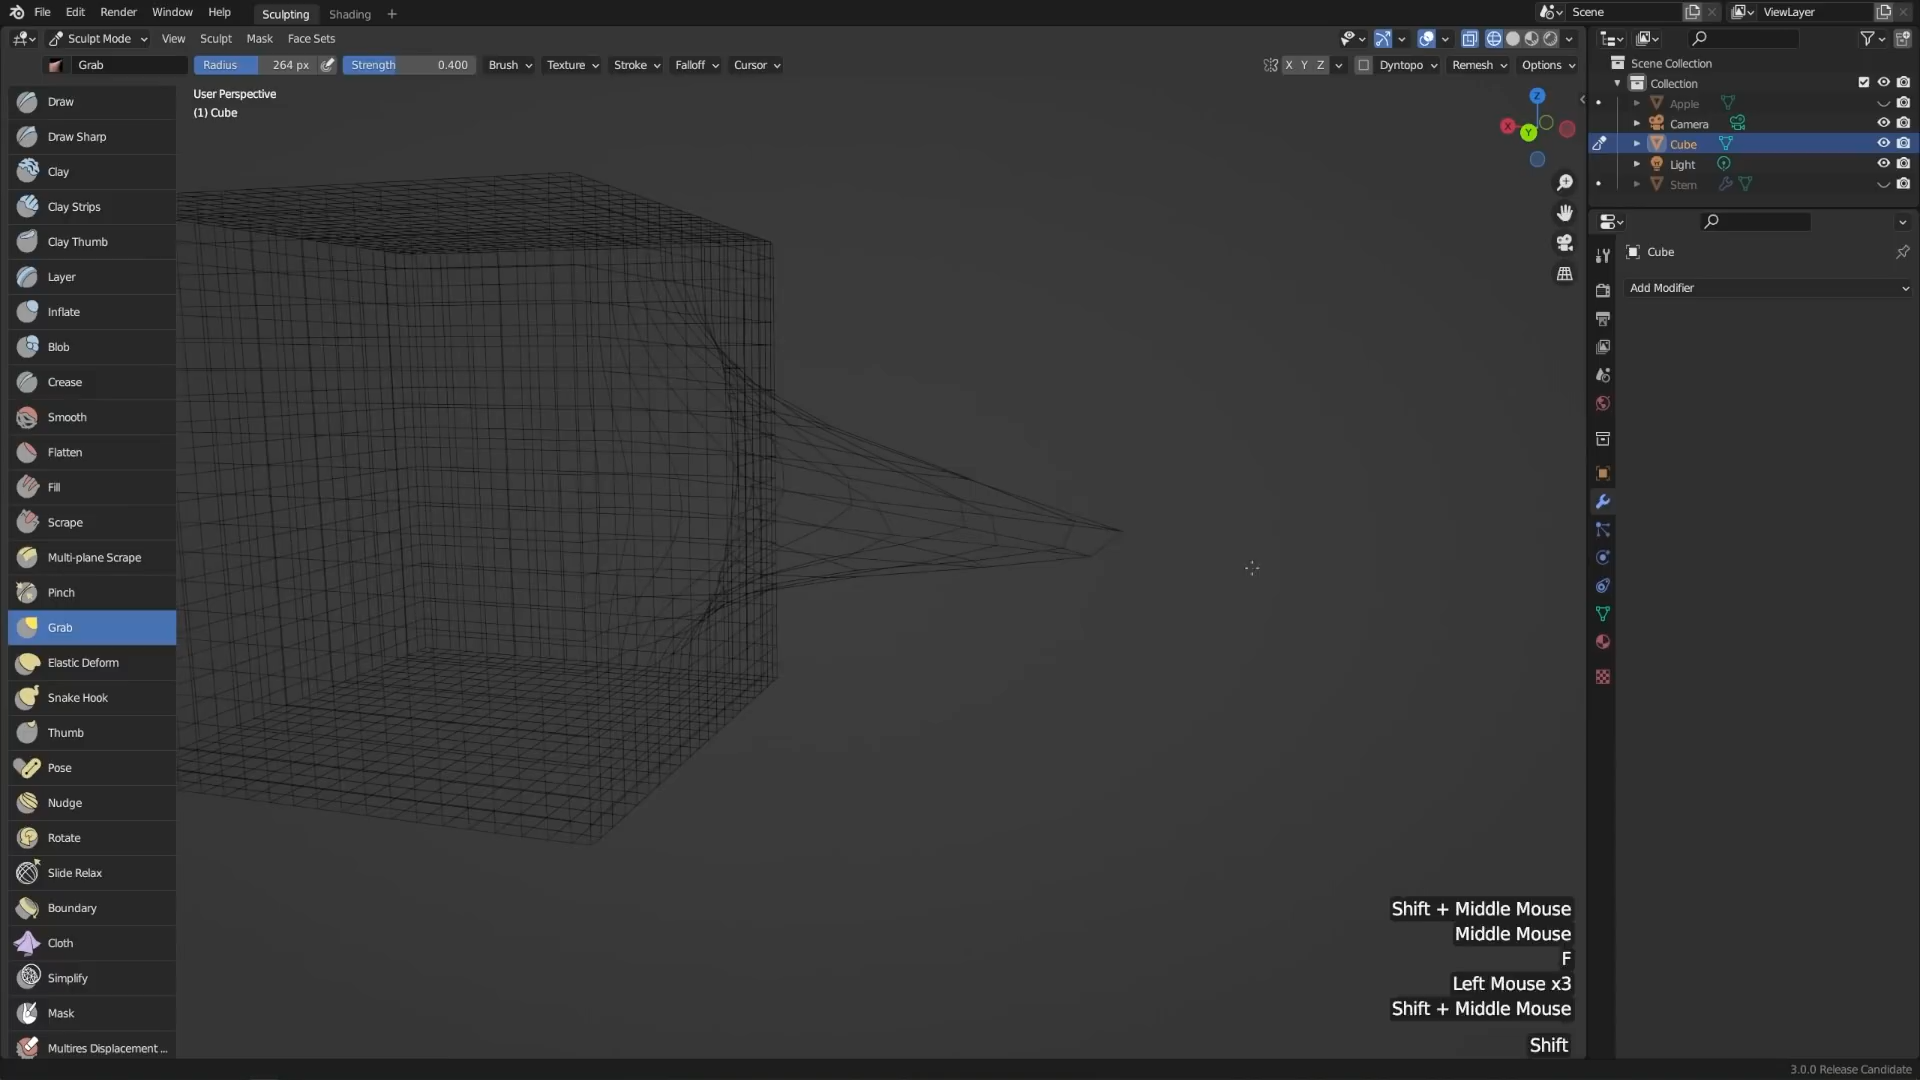 File Edit Render Window Help Sculpting Shading + Scene ViewLayer
Sculpt Mode View Sculpt Mask Face Sets
Grab Radius 264 px Strength 0.400 Brush Texture Stroke Falloff Cursor X Y Z Dyntopo Remesh Options
User Perspective
(1) Cube
Z
X
Y
Draw
Draw Sharp
Clay
Clay Strips
Clay Thumb
Layer
Inflate
Blob
Crease
Smooth
Flatten
Fill
Scrape
Multi-plane Scrape
Pinch
Grab
Elastic Deform
Snake Hook
Thumb
Pose
Nudge
Rotate
Slide Relax
Boundary
Cloth
Simplify
Mask
Multires Displacement ...
Scene Collection
Collection
Apple
Camera
Cube
Light
Stem
Cube
Add Modifier
Shift + Middle Mouse
Middle Mouse
F
Left Mouse x3
Shift + Middle Mouse
Shift
3.0.0 Release Candidate